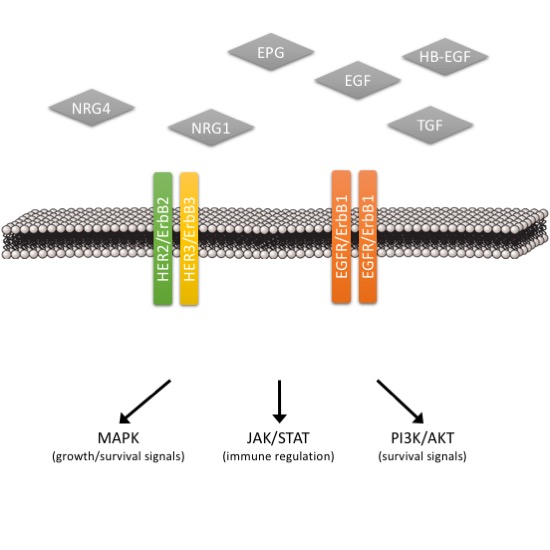 EPG
HB-EGF
EGF
NRG4
NRG1
TGF
HER2/ErbB2
HER3/ErbB3
EGFR/ErbB1
EGFR/ErbB1
MAPK
(growth/survival signals)
JAK/STAT
(immune regulation)
PI3K/AKT
(survival signals)